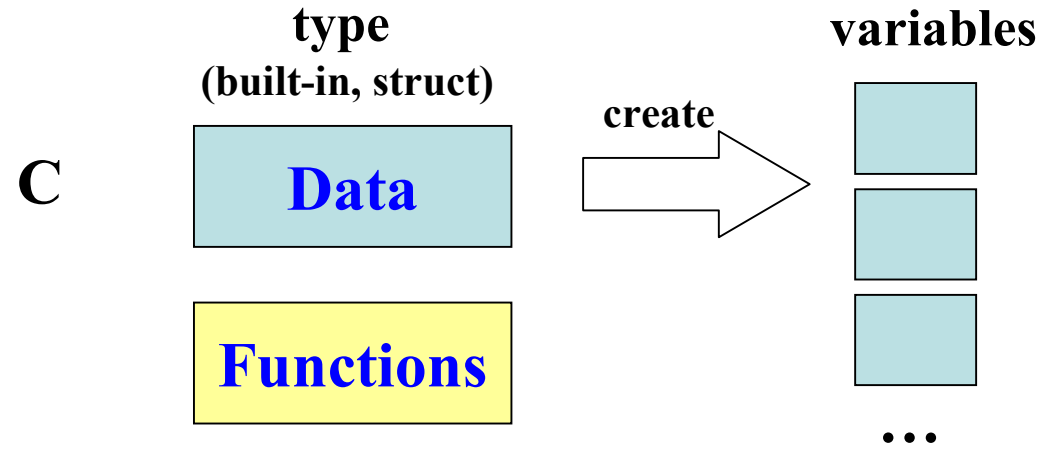 type
(built-in, struct)
variables
create
C
Data
Functions
...